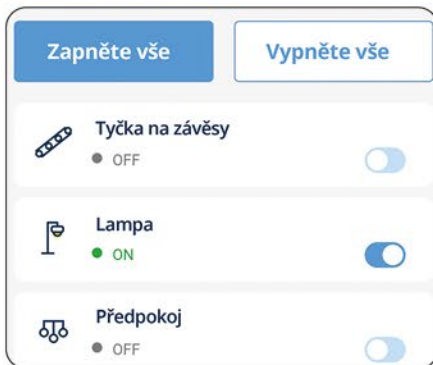 Zapněte vše
Vypněte vše
Tyčka na závěsy
OFF
Lampa
ON
Předpokoj
OFF